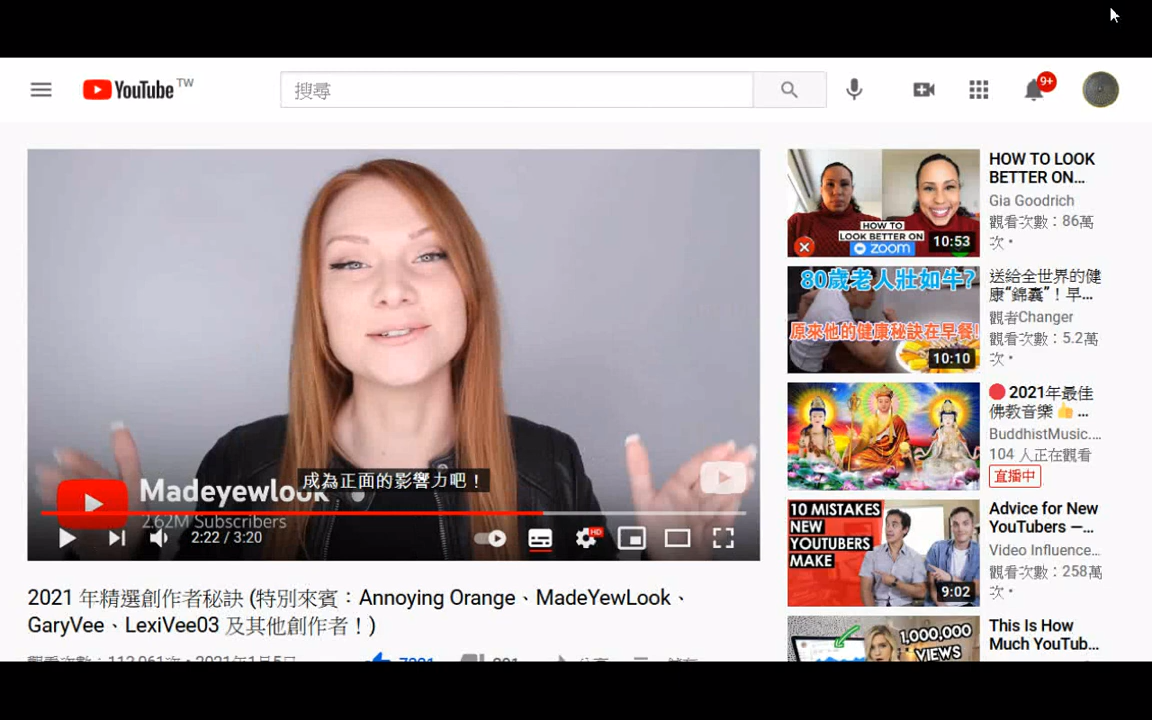 YouTube TW
搜尋
9+
成為正面的影響力吧！
Madeyewlook
2.62M Subscribers
2:22 / 3:20
HD
2021 年精選創作者秘訣 (特別來賓：Annoying Orange、MadeYewLook、
GaryVee、LexiVee03 及其他創作者！)
HOW TO
LOOK BETTER ON
zoom
10:53
HOW TO LOOK
BETTER ON...
Gia Goodrich
觀看次數：86萬
次 •
80歲老人壯如牛?
原來他的健康秘訣在早餐!
10:10
送給全世界的健
康“錦囊”！早...
觀者Changer
觀看次數：5.2萬
次 •
2021年最佳
佛教音樂👍 ...
BuddhistMusic....
104 人正在觀看
直播中
10 MISTAKES
NEW
YOUTUBERS
MAKE
9:02
Advice for New
YouTubers —...
Video Influence...
觀看次數：258萬
次 •
1,000,000
VIEWS
This Is How
Much YouTub...